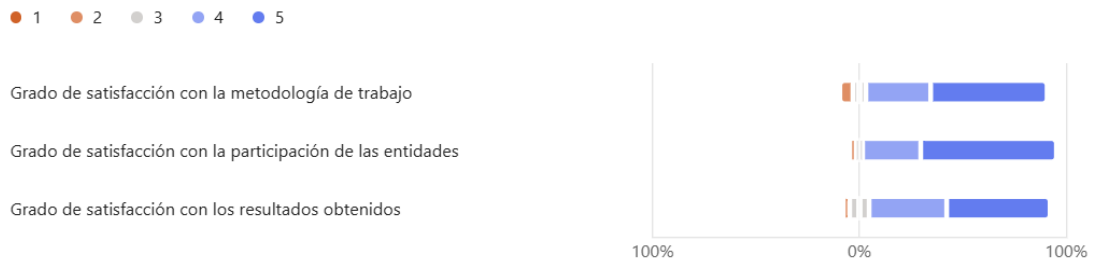 1 2 3 4 5
Grado de satisfacción con la metodología de trabajo
Grado de satisfacción con la participación de las entidades
Grado de satisfacción con los resultados obtenidos
100% 0% 100%